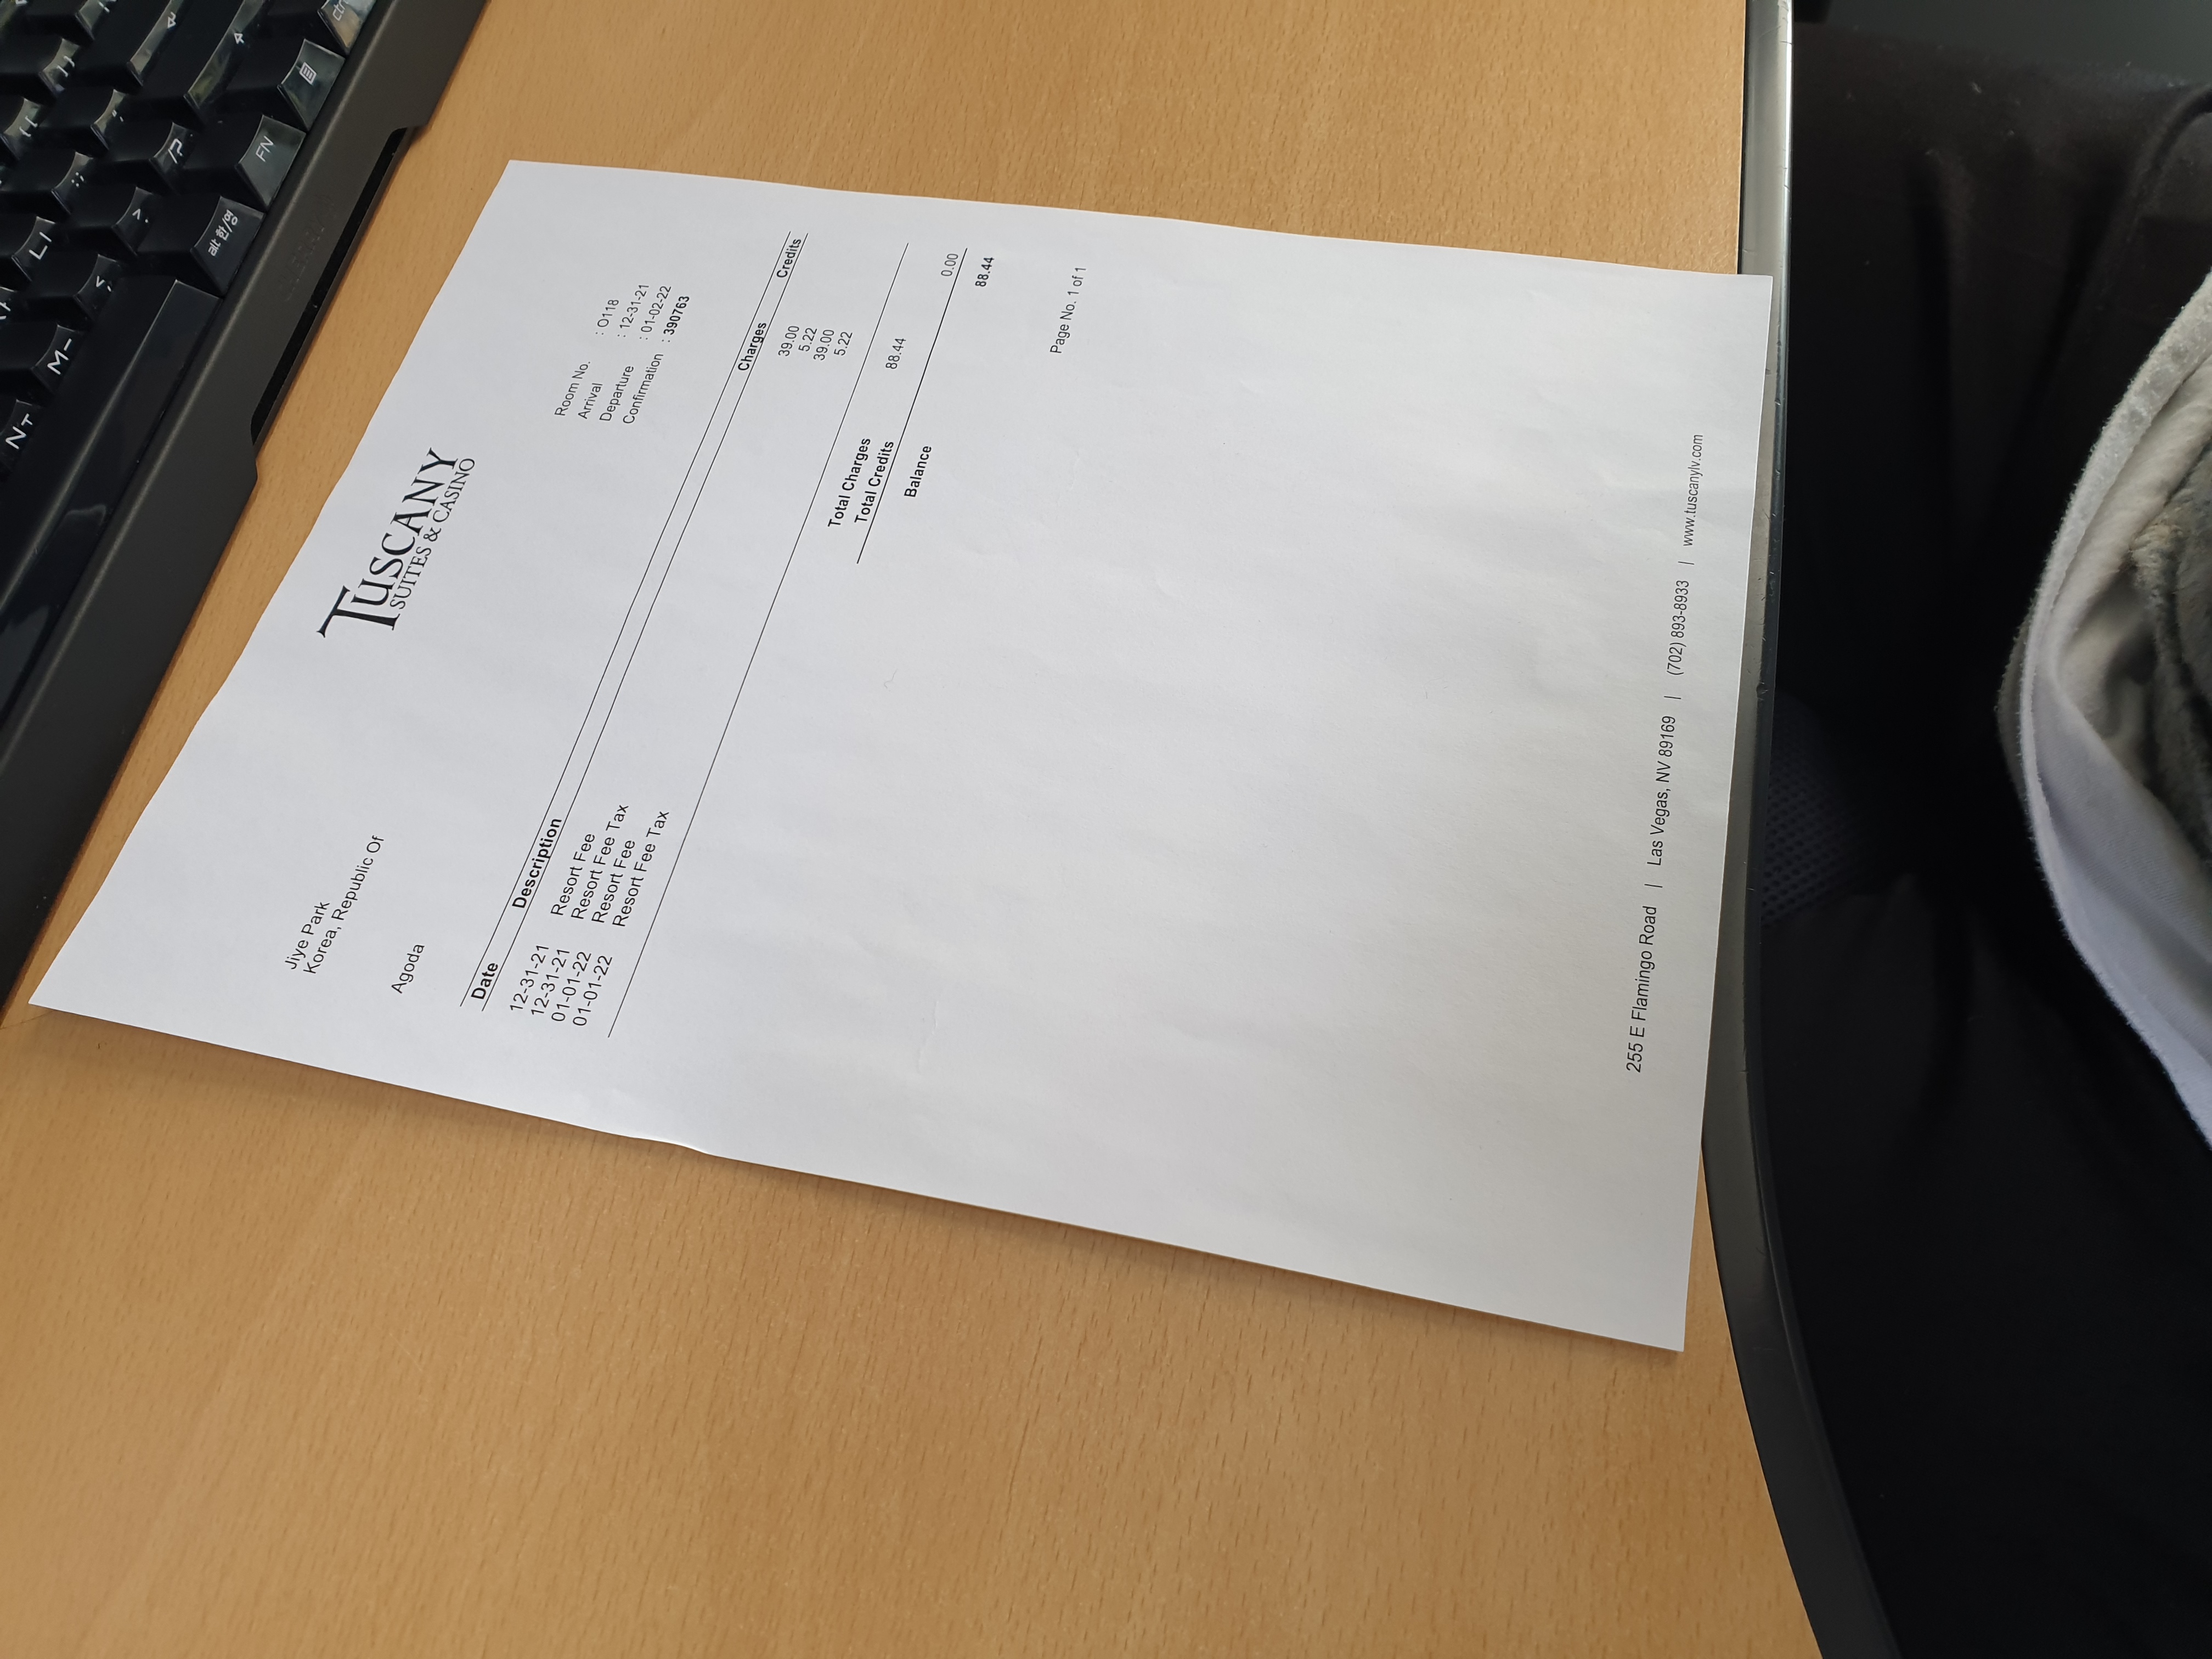 Jiye Park
Korea, Republic Of
Agoda
TUSCANY
SUITES & CASINO
Room No. : O118
Arrival : 12-31-21
Departure : 01-02-22
Confirmation : 390763
Date Description Charges Credits
12-31-21 Resort Fee 39.00
12-31-21 Resort Fee Tax 5.22
01-01-22 Resort Fee 39.00
01-01-22 Resort Fee Tax 5.22
Total Charges 88.44
Total Credits 0.00
Balance 88.44
Page No. 1 of 1
255 E Flamingo Road | Las Vegas, NV 89169 | (702) 893-8933 | www.tuscanylv.com
N ㅜ
M ㅡ
L ㅣ
: ;
" '
{ [
} ]
<
>
/ ?
alt 한/영
FN
ctrl